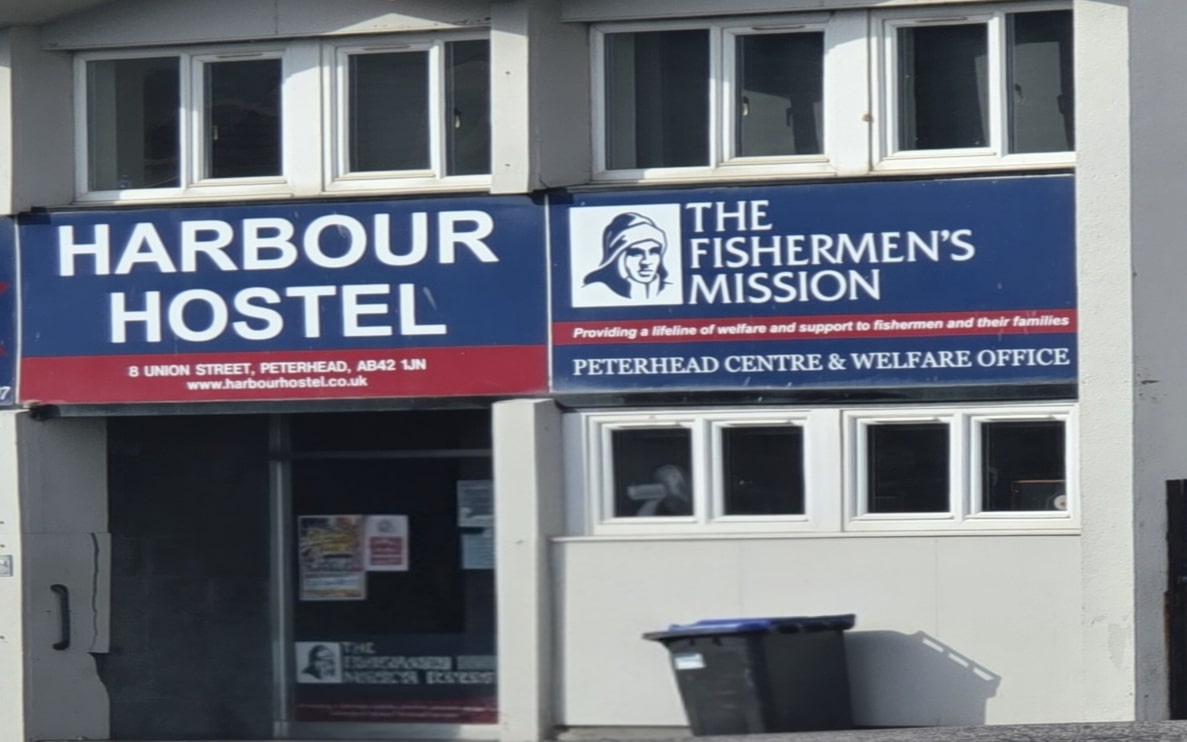 HARBOUR
HOSTEL
8 UNION STREET, PETERHEAD, AB42 1JN
www.harbourhostel.co.uk
THE
FISHERMEN'S
MISSION
Providing a lifeline of welfare and support to fishermen and their families
PETERHEAD CENTRE & WELFARE OFFICE
THE